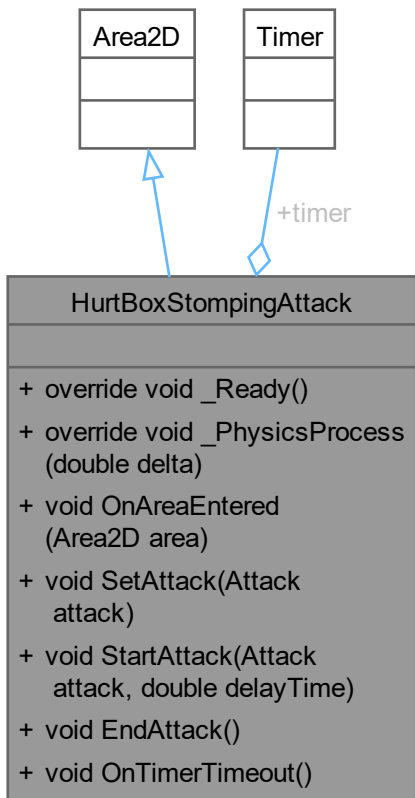 Area2D
Timer
+timer
HurtBoxStompingAttack
+ override void _Ready()
+ override void _PhysicsProcess
(double delta)
+ void OnAreaEntered
(Area2D area)
+ void SetAttack(Attack
attack)
+ void StartAttack(Attack
attack, double delayTime)
+ void EndAttack()
+ void OnTimerTimeout()